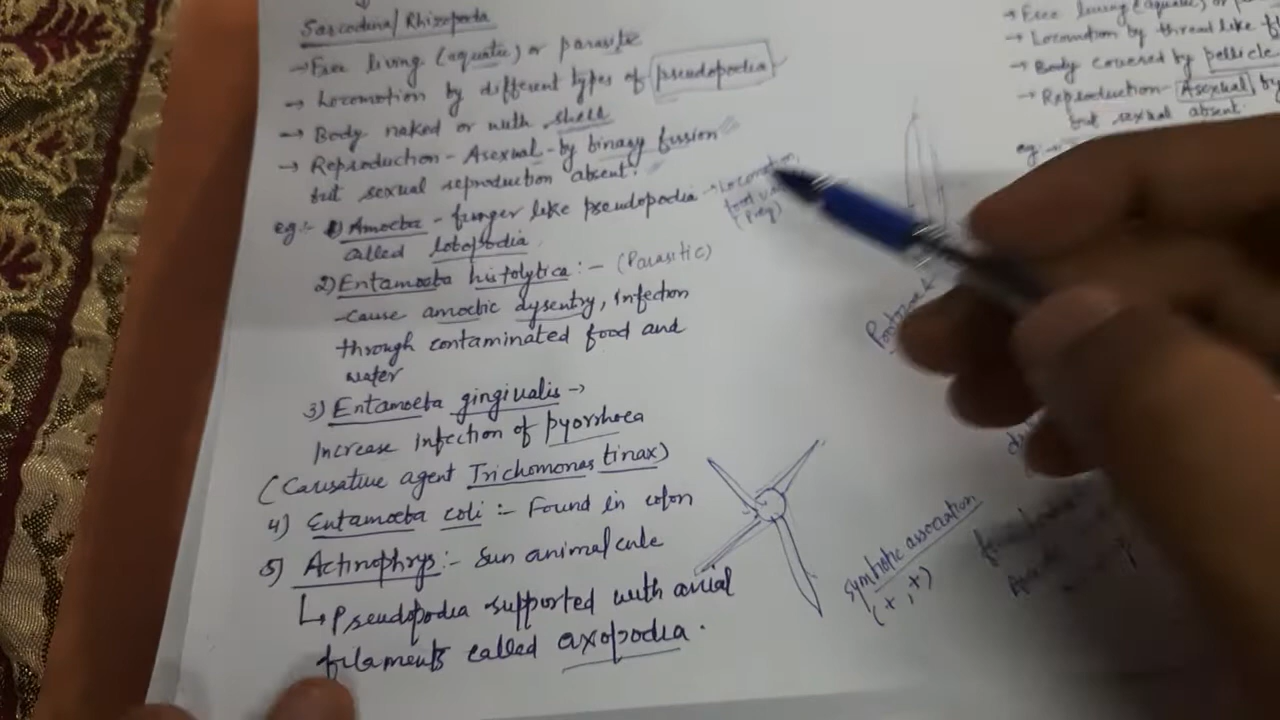 Sarcodina/Rhizopoda
→ Free living (aquatic) or parasite
→ Locomotion by different types of pseudopodia
→ Body naked or with shell
→ Reproduction - Asexual - by binary fission
but sexual reproduction absent.
eg:- 1) Amoeba - finger like pseudopodia → Locomotion
called lobopodia
food
(Prey)
2) Entamoeba histolytica :- (Parasitic)
- cause amoebic dysentry, infection
through contaminated food and
water
3) Entamoeba gingivalis →
Increase infection of pyorrhoea
(Causative agent Trichomonas tinax)
4) Entamoeba coli :- Found in colon
5) Actinophrys :- Sun animalcule
↳ Pseudopodia supported with axial
filaments called axopodia.
→ Free living (aquatic) or
→ Locomotion by thread like
→ Body covered by pellicle
→ Reproduction - Asexual by
but sexual absent.
eg:
Symbiotic association
(+,+)